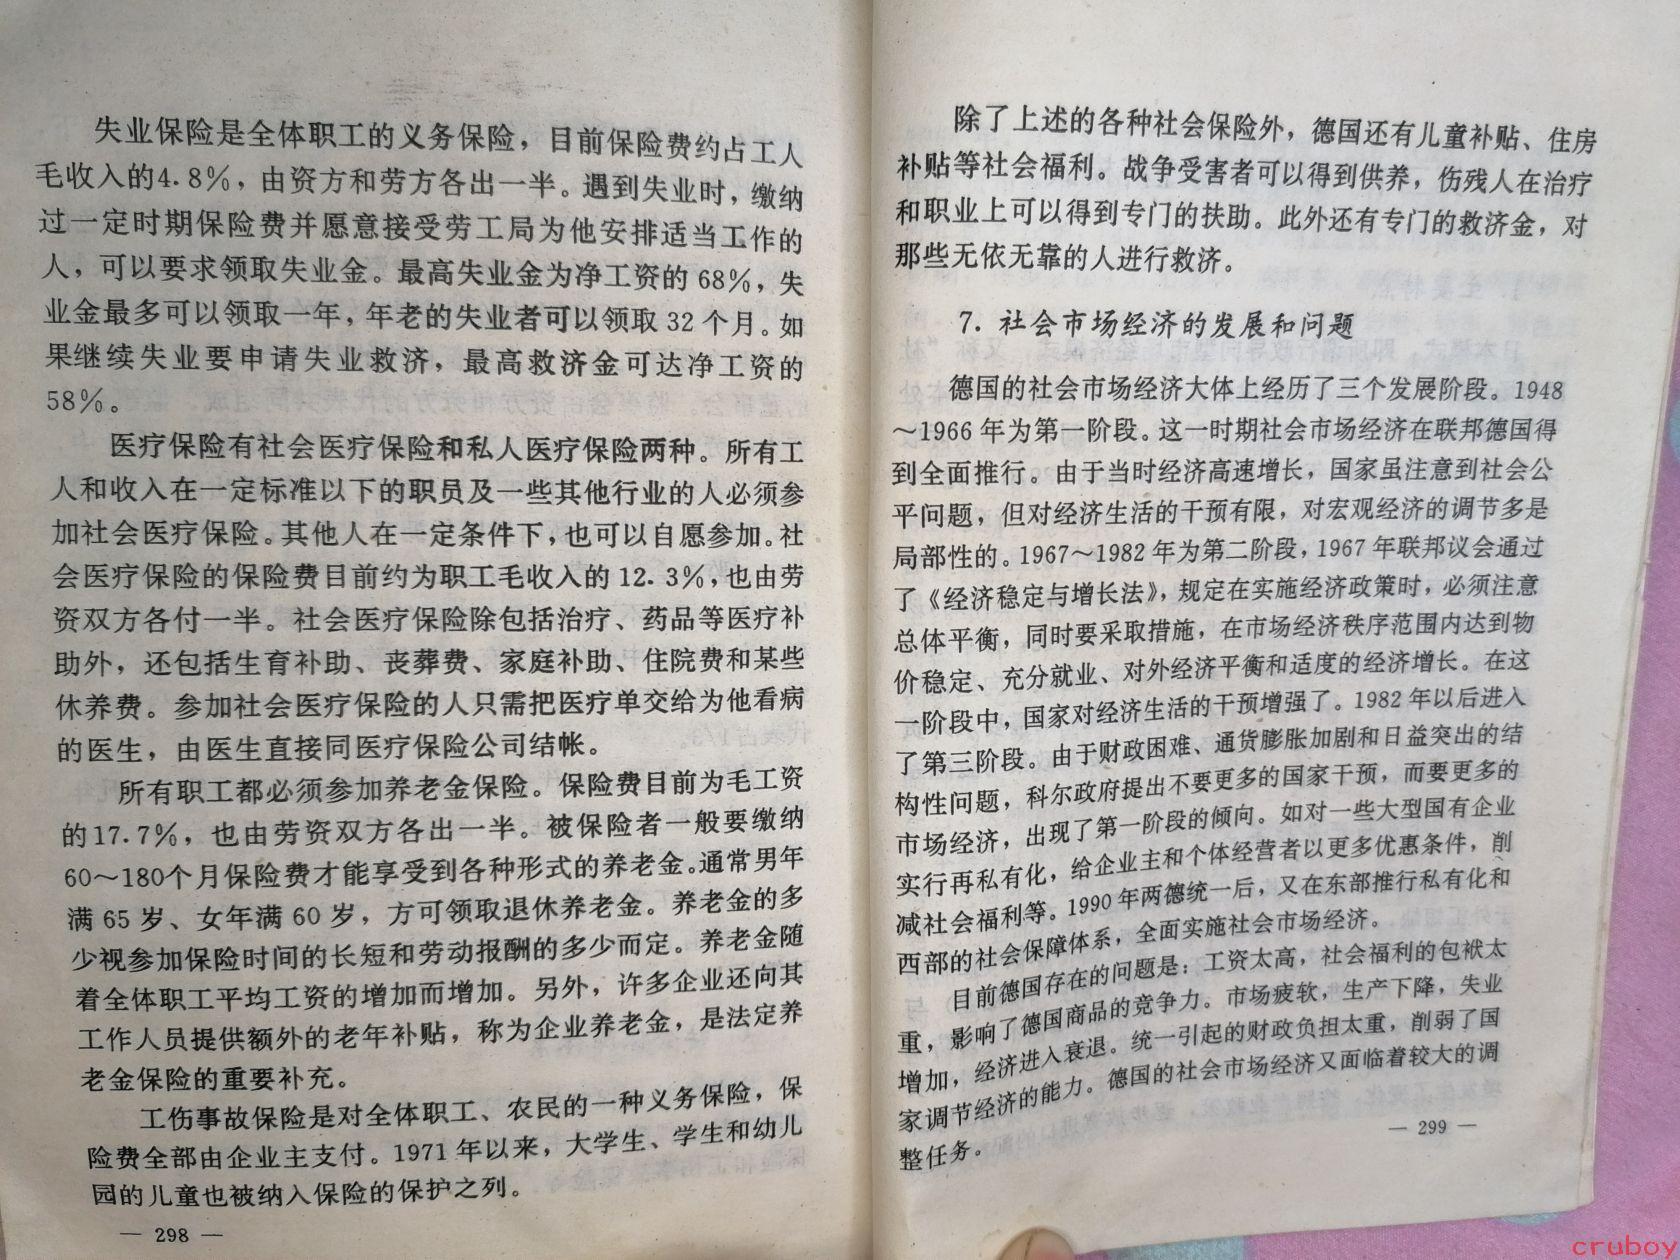 失业保险是全体职工的义务保险，目前保险费约占工人
毛收入的4.8%，由资方和劳方各出一半。遇到失业时，缴纳
过一定时期保险费并愿意接受劳工局为他安排适当工作的
人，可以要求领取失业金。最高失业金为净工资的68%，失
业金最多可以领取一年，年老的失业者可以领取32个月。如
果继续失业要申请失业救济，最高救济金可达净工资的
58%。
医疗保险有社会医疗保险和私人医疗保险两种。所有工
人和收入在一定标准以下的职员及一些其他行业的人必须参
加社会医疗保险。其他人在一定条件下，也可以自愿参加。社
会医疗保险的保险费目前约为职工毛收入的12.3%，也由劳
资双方各付一半。社会医疗保险除包括治疗、药品等医疗补
助外，还包括生育补助、丧葬费、家庭补助、住院费和某些
休养费。参加社会医疗保险的人只需把医疗单交给为他看病
的医生，由医生直接同医疗保险公司结帐。
所有职工都必须参加养老金保险。保险费目前为毛工资
的17.7%，也由劳资双方各出一半。被保险者一般要缴纳
60～180个月保险费才能享受到各种形式的养老金。通常男年
满65岁、女年满60岁，方可领取退休养老金。养老金的多
少视参加保险时间的长短和劳动报酬的多少而定。养老金随
着全体职工平均工资的增加而增加。另外，许多企业还向其
工作人员提供额外的老年补贴，称为企业养老金，是法定养
老金保险的重要补充。
工伤事故保险是对全体职工、农民的一种义务保险，保
险费全部由企业主支付。1971年以来，大学生、学生和幼儿
园的儿童也被纳入保险的保护之列。
— 298 —
除了上述的各种社会保险外，德国还有儿童补贴、住房
补贴等社会福利。战争受害者可以得到供养，伤残人在治疗
和职业上可以得到专门的扶助。此外还有专门的救济金，对
那些无依无靠的人进行救济。
7．社会市场经济的发展和问题
德国的社会市场经济大体上经历了三个发展阶段。1948
～1966年为第一阶段。这一时期社会市场经济在联邦德国得
到全面推行。由于当时经济高速增长，国家虽注意到社会公
平问题，但对经济生活的干预有限，对宏观经济的调节多是
局部性的。1967～1982年为第二阶段，1967年联邦议会通过
了《经济稳定与增长法》，规定在实施经济政策时，必须注意
总体平衡，同时要采取措施，在市场经济秩序范围内达到物
价稳定、充分就业、对外经济平衡和适度的经济增长。在这
一阶段中，国家对经济生活的干预增强了。1982年以后进入
了第三阶段。由于财政困难、通货膨胀加剧和日益突出的结
构性问题，科尔政府提出不要更多的国家干预，而要更多的
市场经济，出现了第一阶段的倾向。如对一些大型国有企业
实行再私有化，给企业主和个体经营者以更多优惠条件，削
减社会福利等。1990年两德统一后，又在东部推行私有化和
西部的社会保障体系，全面实施社会市场经济。
目前德国存在的问题是：工资太高，社会福利的包袱太
重，影响了德国商品的竞争力。市场疲软，生产下降，失业
增加，经济进入衰退。统一引起的财政负担太重，削弱了国
家调节经济的能力。德国的社会市场经济又面临着较大的调
整任务。
— 299 —
cruboy